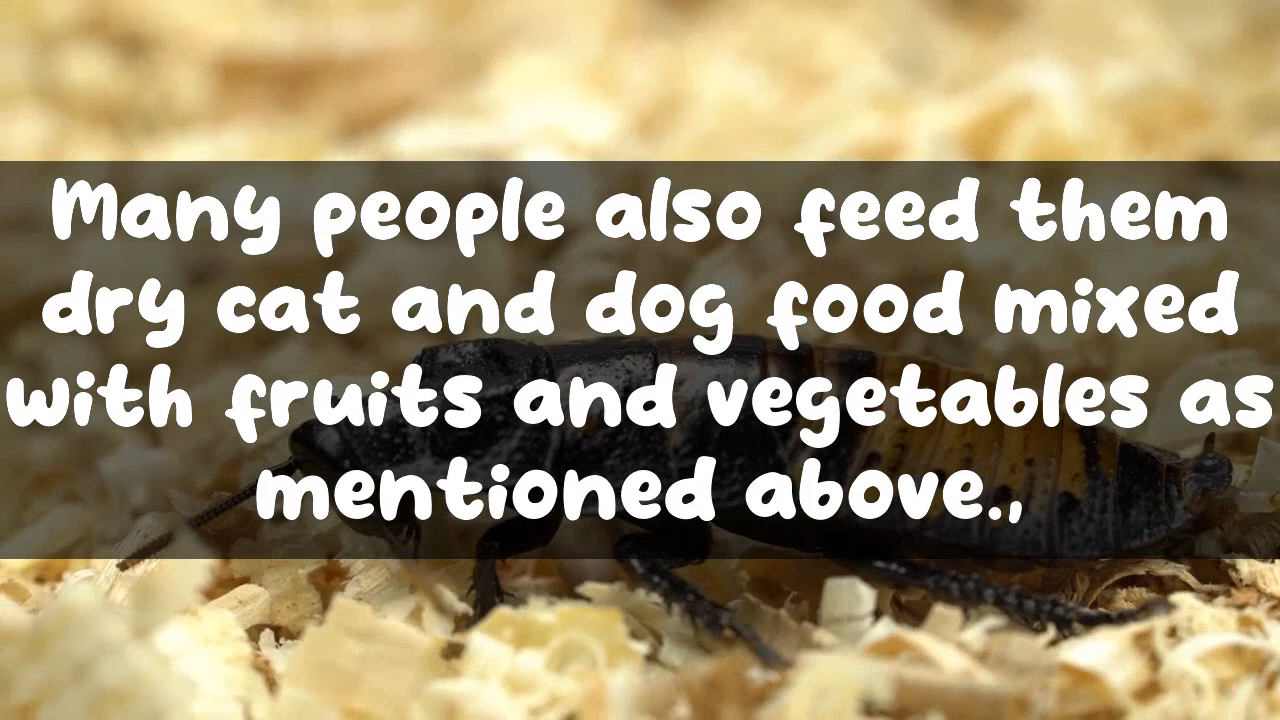 Many people also feed them
dry cat and dog food mixed
with fruits and vegetables as
mentioned above.,